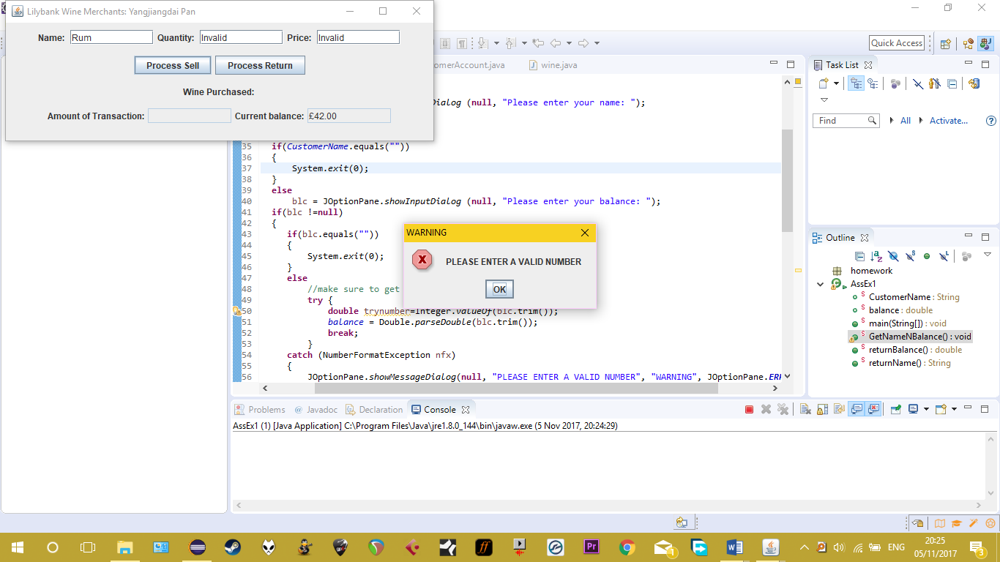 Lilybank Wine Merchants: Yangjiangdai Pan
Name: Rum Quantity: Invalid Price: Invalid
Process Sell Process Return
Wine Purchased:
Amount of Transaction: Current balance: £42.00
Quick Access
omerAccount.java wine.java
Dialog (null, "Please enter your name: ");
35 if(CustomerName.equals(""))
36 {
37 System.exit(0);
38 }
39 else
40 blc = JOptionPane.showInputDialog (null, "Please enter your balance: ");
41 if(blc !=null)
42 {
43 if(blc.equals(""))
44 {
45 System.exit(0);
46 }
47 else
48 //make sure to get
49 try {
50 double trynumber=Integer.valueOf(blc.trim());
51 balance = Double.parseDouble(blc.trim());
52 break;
53 }
54 catch (NumberFormatException nfx)
55 {
56 JOptionPane.showMessageDialog(null, "PLEASE ENTER A VALID NUMBER", "WARNING", JOptionPane.ERR
WARNING
PLEASE ENTER A VALID NUMBER
OK
Task List
Find All Activate...
Outline
homework
AssEx1
CustomerName : String
balance : double
main(String[]) : void
GetNameNBalance() : void
returnBalance() : double
returnName() : String
Problems @ Javadoc Declaration Console
AssEx1 (1) [Java Application] C:\Program Files\Java\jre1.8.0_144\bin\javaw.exe (5 Nov 2017, 20:24:29)
ENG
20:25
05/11/2017